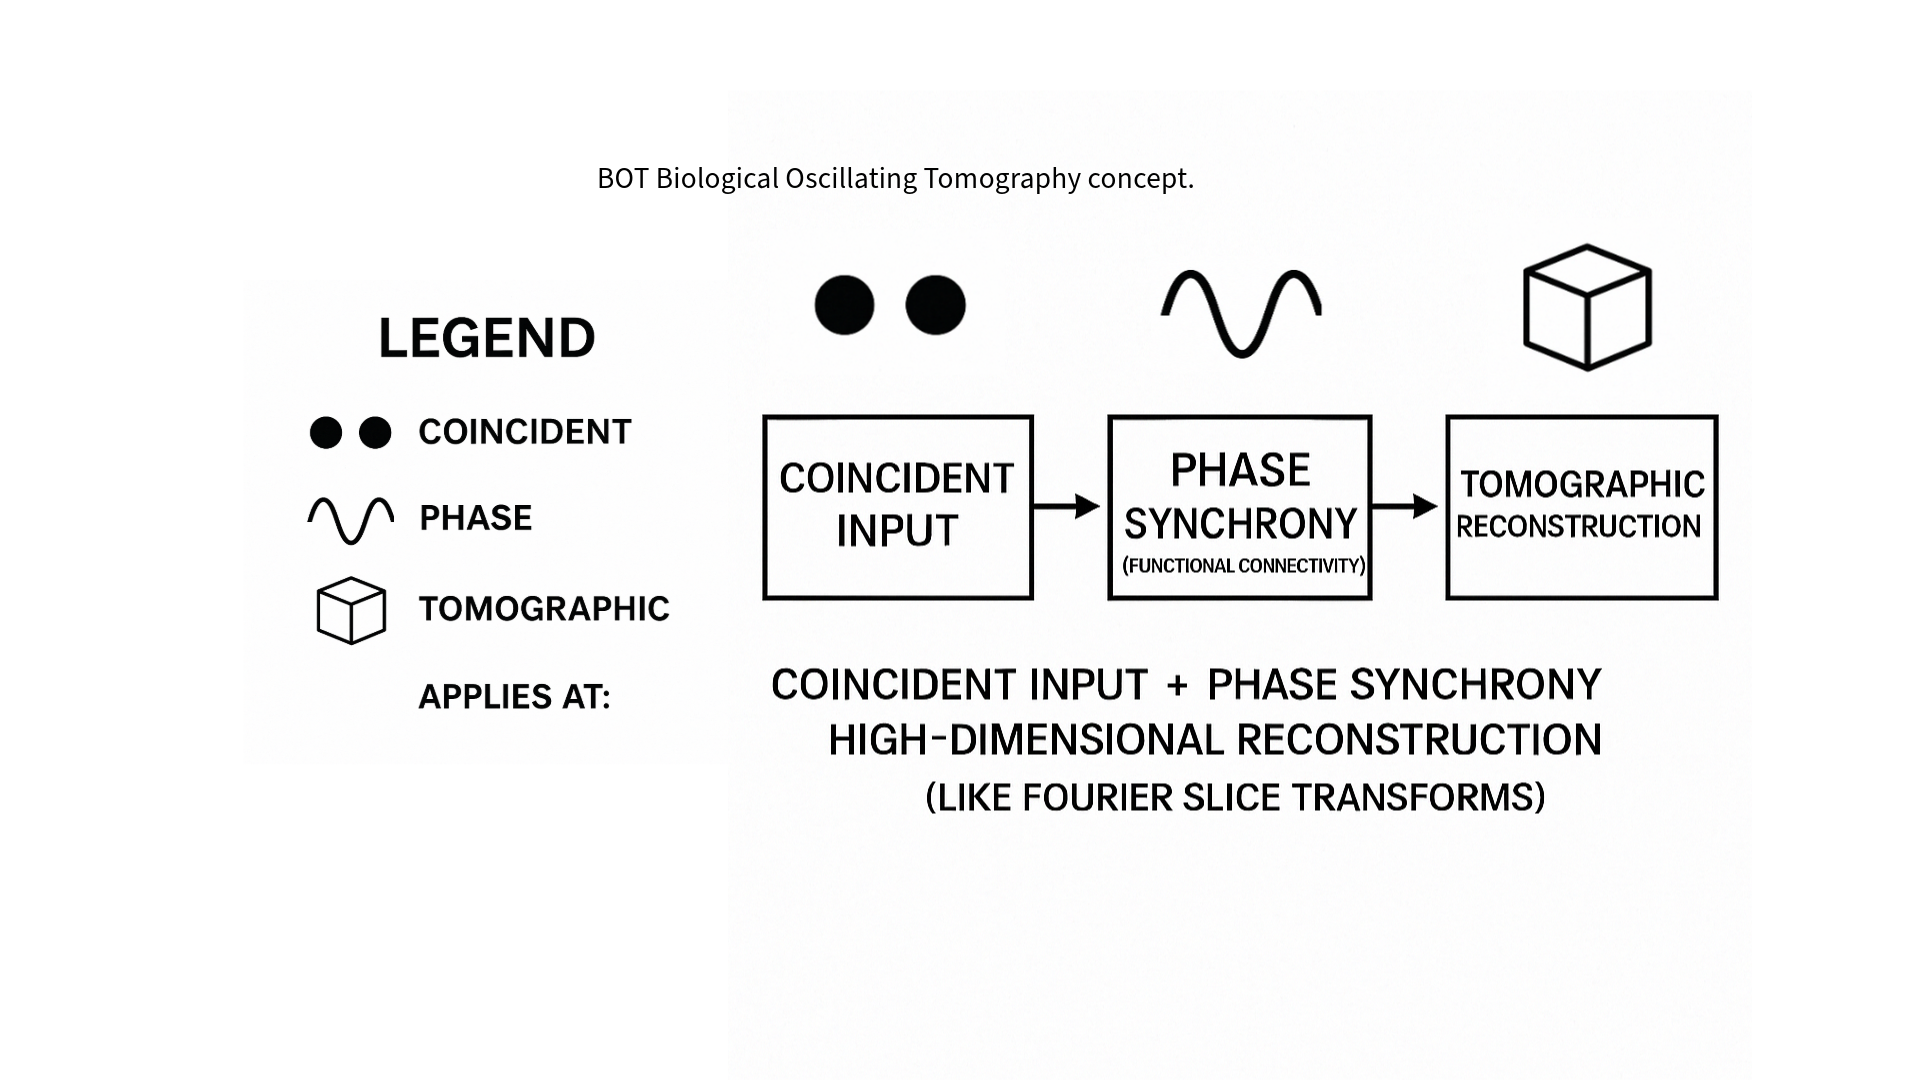 BOT Biological Oscillating Tomography concept.
LEGEND
COINCIDENT
PHASE
TOMOGRAPHIC
APPLIES AT:
COINCIDENT
INPUT
PHASE
SYNCHRONY
(FUNCTIONAL CONNECTIVITY)
TOMOGRAPHIC
RECONSTRUCTION
COINCIDENT INPUT + PHASE SYNCHRONY
HIGH-DIMENSIONAL RECONSTRUCTION
(LIKE FOURIER SLICE TRANSFORMS)